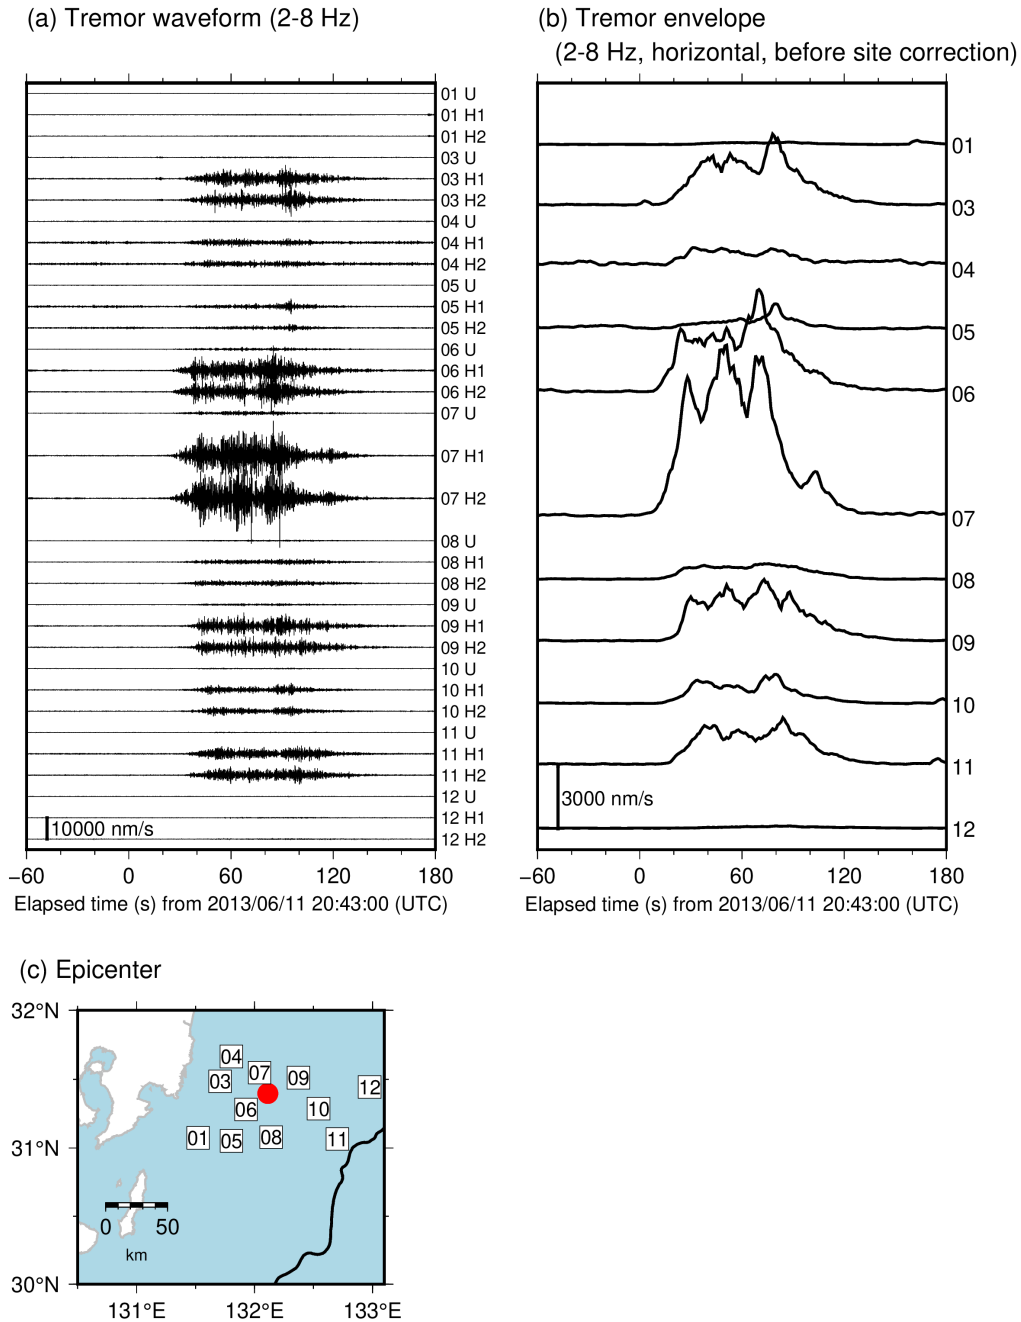 (a) Tremor waveform (2-8 Hz)
01 U
01 H1
01 H2
03 U
03 H1
03 H2
04 U
04 H1
04 H2
05 U
05 H1
05 H2
06 U
06 H1
06 H2
07 U
07 H1
07 H2
08 U
08 H1
08 H2
09 U
09 H1
09 H2
10 U
10 H1
10 H2
11 U
11 H1
11 H2
12 U
12 H1
12 H2
10000 nm/s
−60 0 60 120 180
Elapsed time (s) from 2013/06/11 20:43:00 (UTC)
(b) Tremor envelope
(2-8 Hz, horizontal, before site correction)
01
03
04
05
06
07
08
09
10
11
12
3000 nm/s
−60 0 60 120 180
Elapsed time (s) from 2013/06/11 20:43:00 (UTC)
(c) Epicenter
32°N
31°N
30°N
04
07
03
09
12
06
10
01
05
08
11
0 50
km
131°E 132°E 133°E